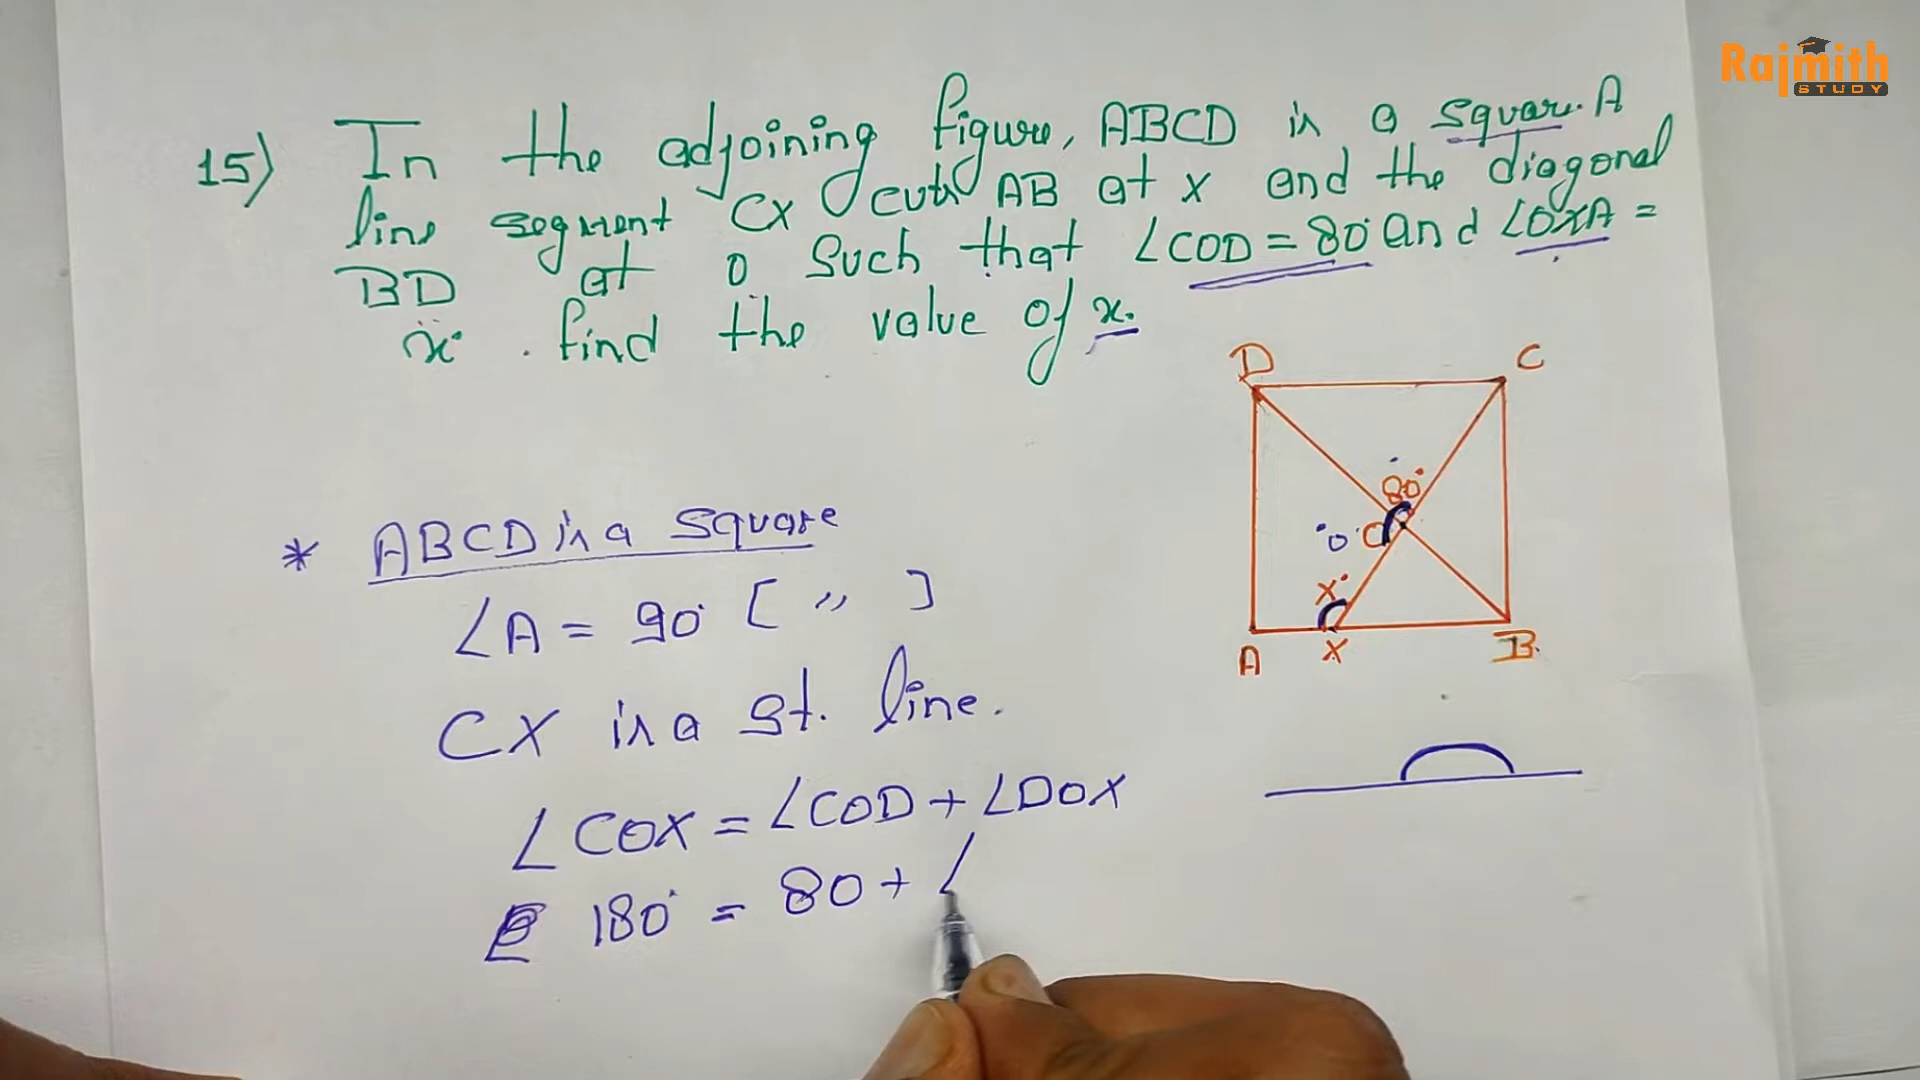 Rajmith
STUDY
15) In the adjoining figure, ABCD is a square. A
line segment CX cuts AB at X and the diagonal
BD at O such that ∠COD = 80° and ∠OXA =
x° . find the value of x.
D C
80°
O O
x°
A X B
* ABCD is a square
∠A = 90° [ " ]
CX is a st. line.
∠COX = ∠COD + ∠DOX
180° = 80 + ∠